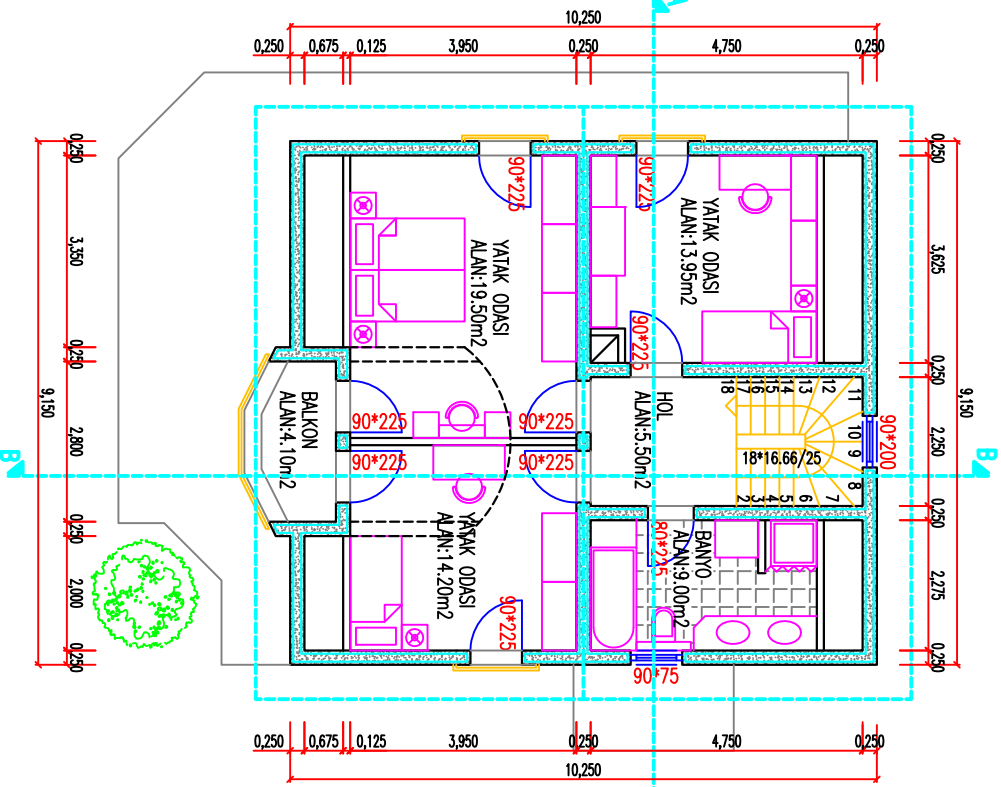 A
10,250
0,250 0,675 0,125 3,950 0,250 4,750 0,250
0,250
3,350
0,250
2,800
0,250
2,000
0,250
9,150
0,250
3,625
0,250
2,250
0,250
2,275
0,250
9,150
90*225
90*225
YATAK ODASI
ALAN:19.50m2
YATAK ODASI
ALAN:13.95m2
90*225
BALKON
ALAN:4.10m2
90*225
90*225
90*225
90*225
HOL
ALAN:5.50m2
18
17
16
15
14
13
12
11
10
9
8
7
6
5
4
3
2
18*16.66/25
90*200
B
B
YATAK ODASI
ALAN:14.20m2
90*225
80*225
BANYO
ALAN:9.00m2
90*75
0,250 0,675 0,125 3,950 0,250 4,750 0,250
10,250